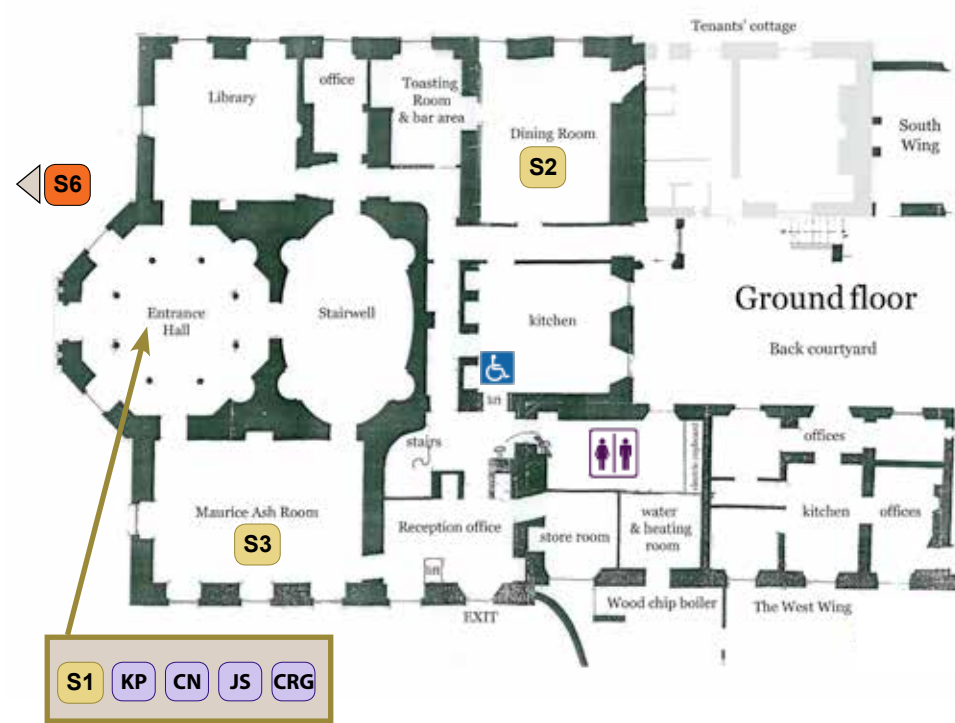 Tenants' cottage
office
Library
Toasting
Room
& bar area
Dining Room
South
Wing
S2
S6
Entrance
Hall
Stairwell
kitchen
Ground floor
Back courtyard
lift
stairs
electric cupboard
offices
Maurice Ash Room
S3
Reception office
store room
water
& heating
room
kitchen
offices
lift
EXIT
Wood chip boiler
The West Wing
S1 KP CN JS CRG